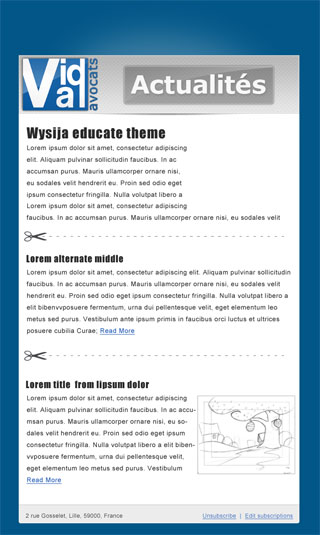 Vidal avocats
Actualités
Wysija educate theme
Lorem ipsum dolor sit amet, consectetur adipiscing
elit. Aliquam pulvinar sollicitudin faucibus. In ac
accumsan purus. Mauris ullamcorper ornare nisi,
eu sodales velit hendrerit eu. Proin sed odio eget
ipsum consectetur fringilla. Nulla volutpat libero a
Lorem ipsum dolor sit amet, consectetur adipiscing
faucibus. In ac accumsan purus. Mauris ullamcorper ornare nisi, eu sodales velit
Lorem alternate middle
Lorem ipsum dolor sit amet, consectetur adipiscing elit. Aliquam pulvinar sollicitudin
faucibus. In ac accumsan purus. Mauris ullamcorper ornare nisi, eu sodales velit
hendrerit eu. Proin sed odio eget ipsum consectetur fringilla. Nulla volutpat libero a
elit bibendvvposuere fermentum, urna dui pellentesque velit, eget elementum leo
metus sed purus. Vestibulum ante ipsum primis in faucibus orci luctus et ultrices
posuere cubilia Curae; Read More
Lorem title from lipsum dolor
Lorem ipsum dolor sit amet, consectetur adipiscing
elit. Aliquam pulvinar sollicitudin faucibus. In ac accu-
msan purus. Mauris ullamcorper ornare nisi, eu so-
dales velit hendrerit eu. Proin sed odio eget ipsum
consectetur fringilla. Nulla volutpat libero a elit biben-
vvposuere fermentum, urna dui pellentesque velit,
eget elementum leo metus sed purus. Vestibulum
Read More
2 rue Gosselet, Lille, 59000, France
Unsubscribe | Edit subscriptions